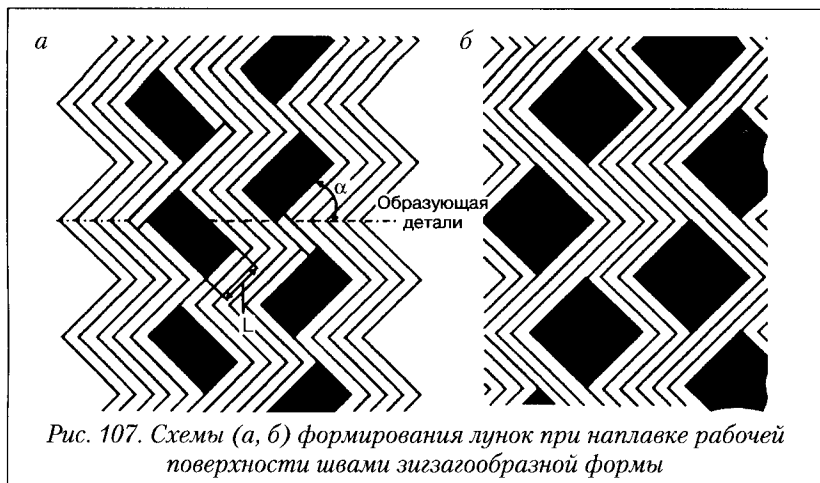 а
б
α
Образующая
детали
L
Рис. 107. Схемы (а, б) формирования лунок при наплавке рабочей
поверхности швами зигзагообразной формы